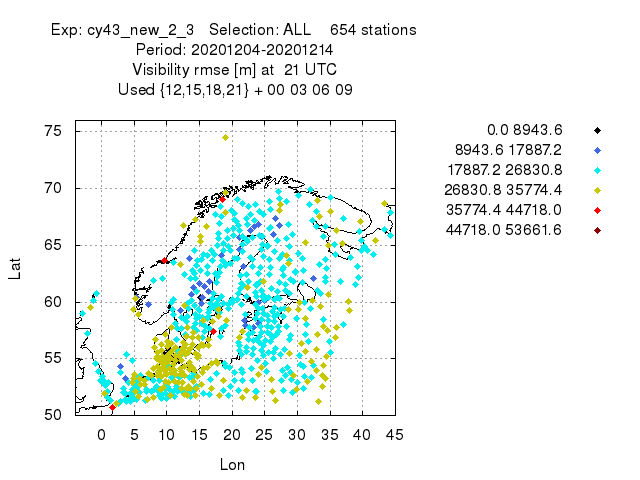 Exp: cy43_new_2_3 Selection: ALL 654 stations
Period: 20201204-20201214
Visibility rmse [m] at 21 UTC
Used {12,15,18,21} + 00 03 06 09
0.0 8943.6
8943.6 17887.2
17887.2 26830.8
26830.8 35774.4
35774.4 44718.0
44718.0 53661.6
75
70
65
60
55
50
Lat
0 5 10 15 20 25 30 35 40 45
Lon